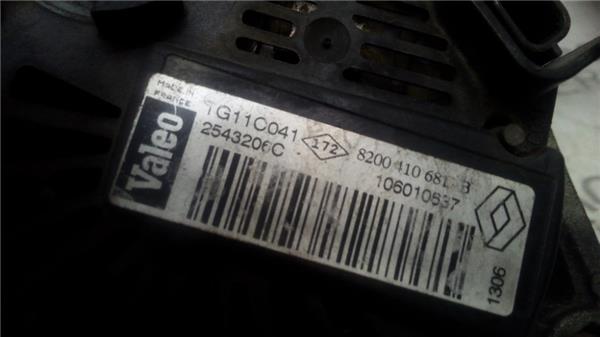 MADE IN
FRANCE
Valeo
TG11C041
2543206C
172
8200 410 681 B
106010637
1306